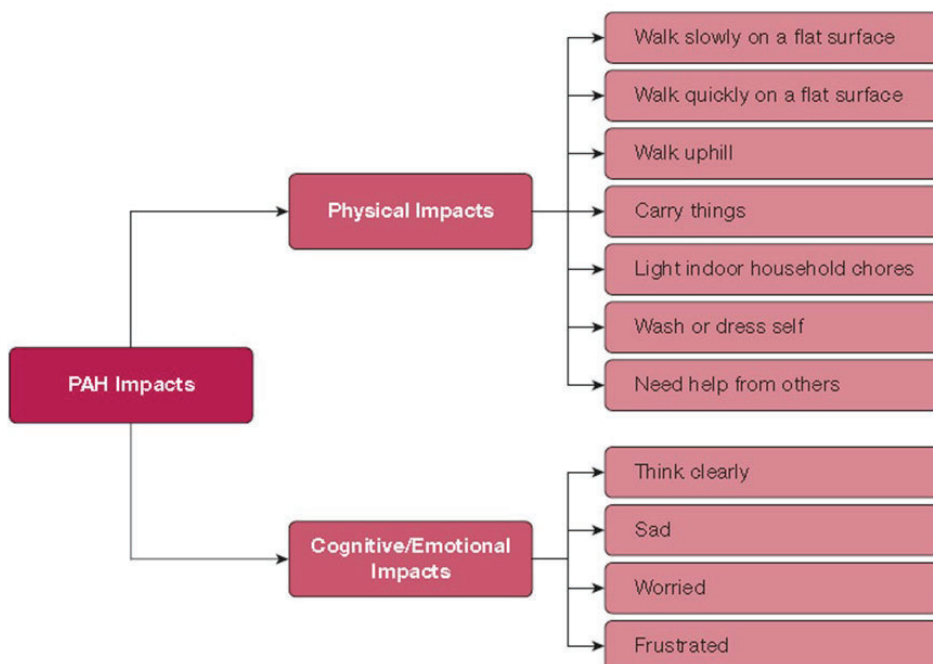 PAH Impacts
Physical Impacts
Walk slowly on a flat surface
Walk quickly on a flat surface
Walk uphill
Carry things
Light indoor household chores
Wash or dress self
Need help from others
Cognitive/Emotional
Impacts
Think clearly
Sad
Worried
Frustrated